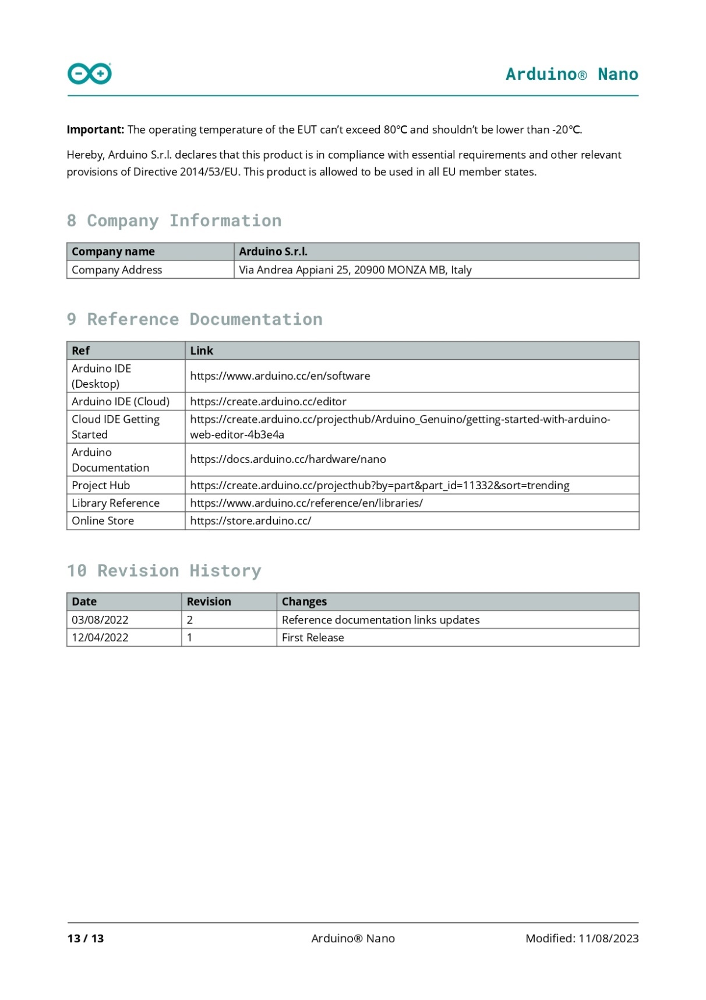 Arduino® Nano
Important: The operating temperature of the EUT can’t exceed 80℃ and shouldn’t be lower than -20℃.
Hereby, Arduino S.r.l. declares that this product is in compliance with essential requirements and other relevant
provisions of Directive 2014/53/EU. This product is allowed to be used in all EU member states.
8 Company Information
Company name Arduino S.r.l.
Company Address Via Andrea Appiani 25, 20900 MONZA MB, Italy
9 Reference Documentation
Ref Link
Arduino IDE
(Desktop)
https://www.arduino.cc/en/software
Arduino IDE (Cloud) https://create.arduino.cc/editor
Cloud IDE Getting
Started
https://create.arduino.cc/projecthub/Arduino_Genuino/getting-started-with-arduino-
web-editor-4b3e4a
Arduino
Documentation
https://docs.arduino.cc/hardware/nano
Project Hub https://create.arduino.cc/projecthub?by=part&part_id=11332&sort=trending
Library Reference https://www.arduino.cc/reference/en/libraries/
Online Store https://store.arduino.cc/
10 Revision History
Date Revision Changes
03/08/2022 2 Reference documentation links updates
12/04/2022 1 First Release
13 / 13 Arduino® Nano Modified: 11/08/2023